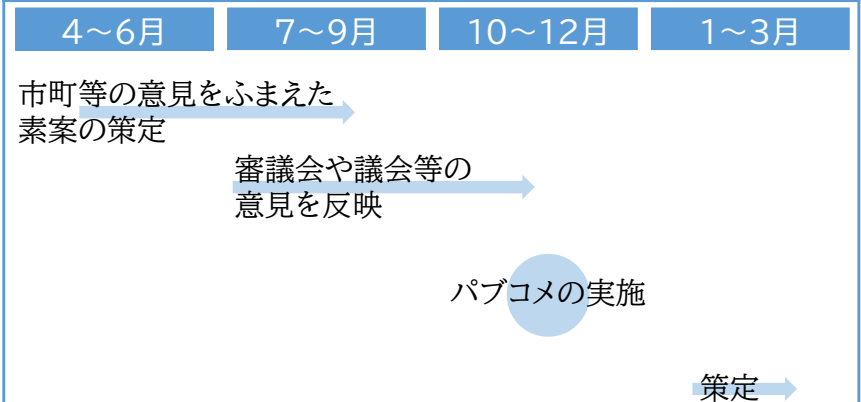 4～6月
7～9月
10～12月
1～3月
市町等の意見をふまえた
素案の策定
審議会や議会等の
意見を反映
パブコメの実施
策定